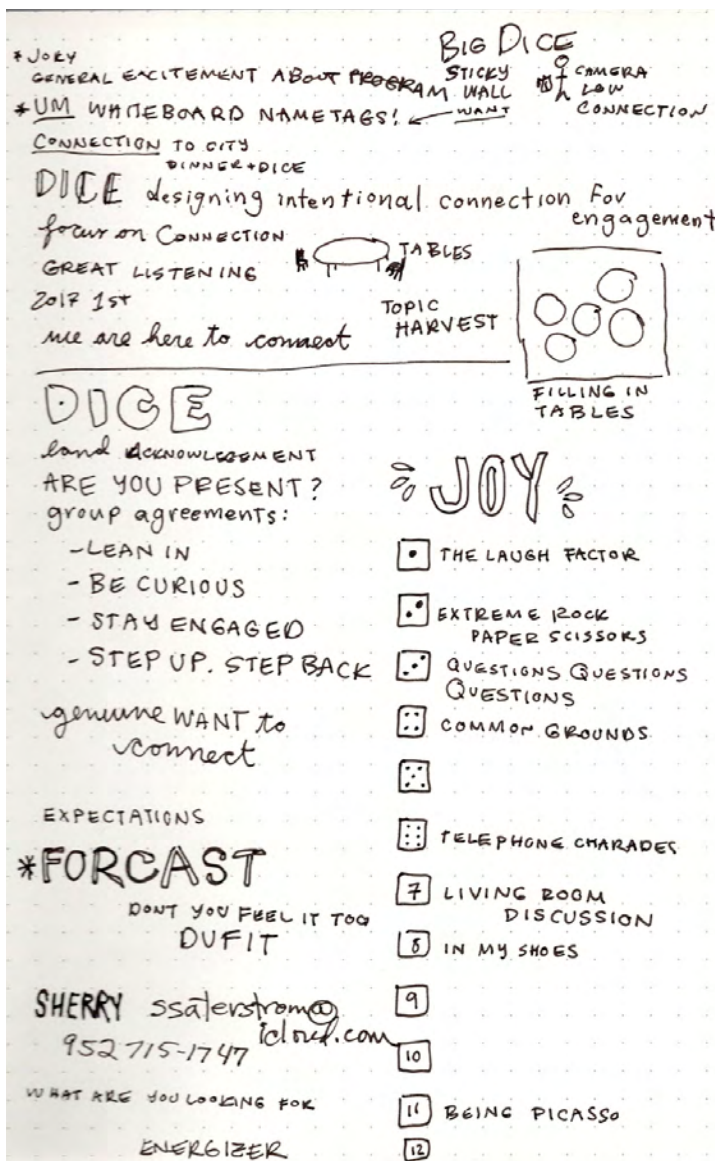 BIG DICE
* JOEY
GENERAL EXCITEMENT ABOUT PROGRAM
STICKY
WALL
WANT
CAMERA
LOW
CONNECTION
* UM WHITEBOARD NAMETAGS!
CONNECTION TO CITY
DINNER + DICE
DICE designing intentional connection for
engagement
focus on CONNECTION
TABLES
GREAT LISTENING
2017 1st
TOPIC
HARVEST
we are here to connect
FILLING IN
TABLES
DICE
land ACKNOWLEGEMENT
ARE YOU PRESENT?
group agreements:
- LEAN IN
- BE CURIOUS
- STAY ENGAGED
- STEP UP. STEP BACK
genuine WANT to
connect
EXPECTATIONS
*FORCAST
DONT YOU FEEL IT TOO
DUFIT
SHERRY ssaterstrom@
icloud.com
952 715-1747
WHAT ARE YOU LOOKING FOR
ENERGIZER
JOY
THE LAUGH FACTOR
EXTREME ROCK
PAPER SCISSORS
QUESTIONS QUESTIONS
QUESTIONS
COMMON GROUNDS
TELEPHONE CHARADES
7 LIVING ROOM
DISCUSSION
8 IN MY SHOES
9
10
11 BEING PICASSO
12